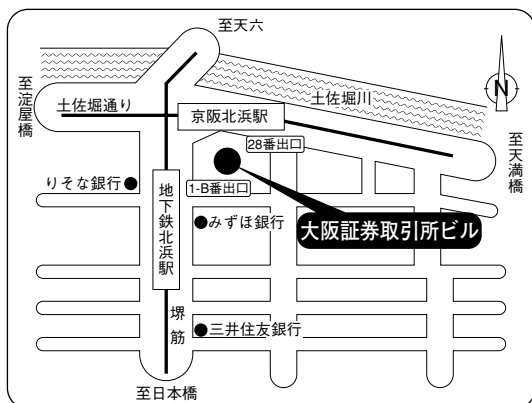 至天六
至淀屋橋
土佐堀通り
京阪北浜駅
土佐堀川
N
至天満橋
28番出口
りそな銀行
1-B番出口
地下鉄北浜駅
みずほ銀行
大阪証券取引所ビル
堺筋
三井住友銀行
至日本橋